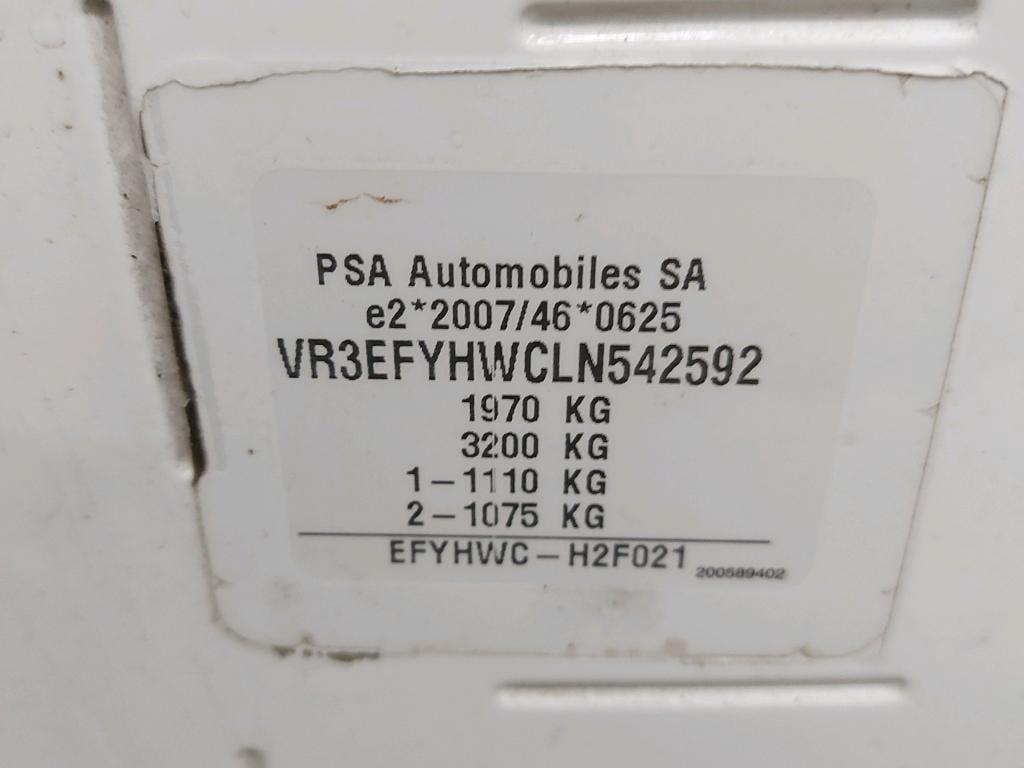 PSA Automobiles SA
e2*2007/46*0625
VR3EFYHWCLN542592
1970 KG
3200 KG
1-1110 KG
2-1075 KG
EFYHWC-H2F021
200589402